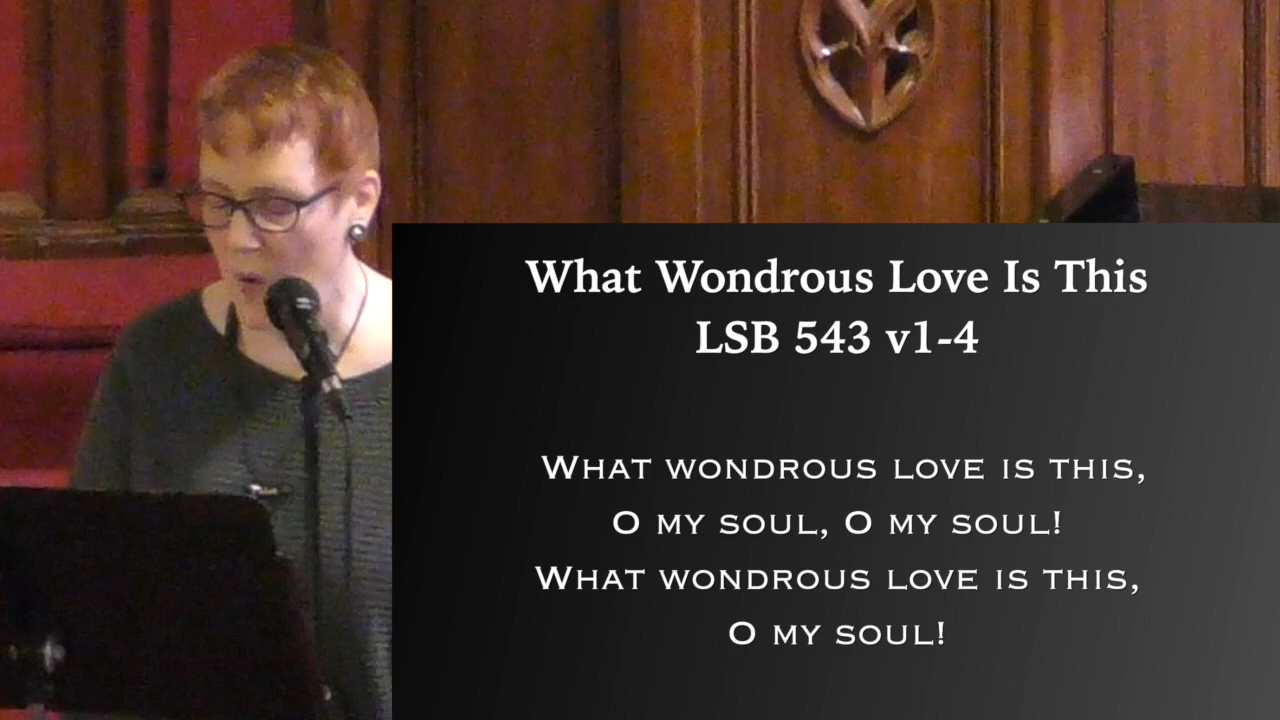 What Wondrous Love Is This
LSB 543 v1-4
What wondrous love is this,
O my soul, O my soul!
What wondrous love is this,
O my soul!